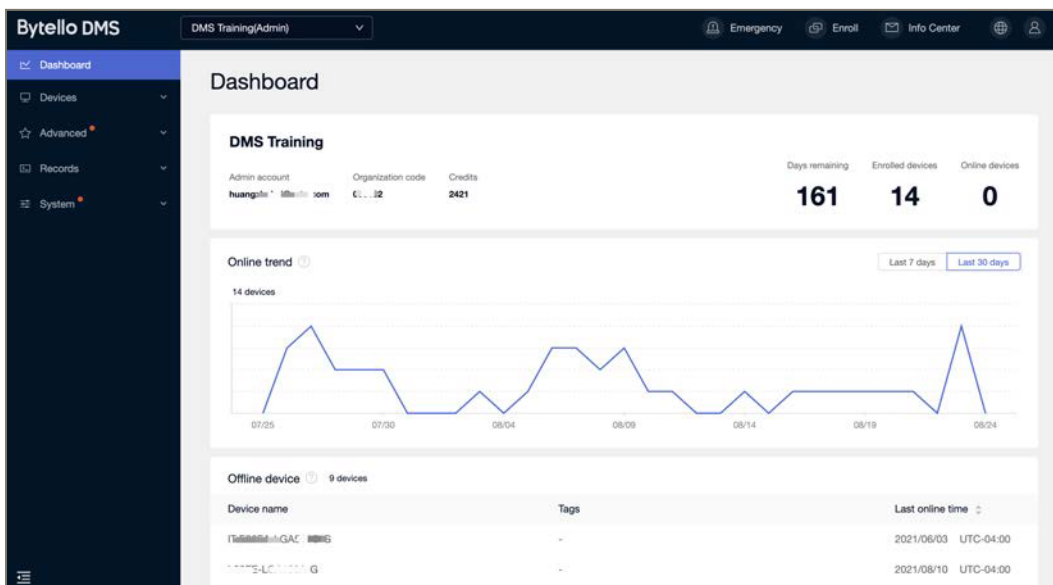 Bytello DMS
DMS Training(Admin)
Emergency
Enroll
Info Center
Dashboard
Devices
Advanced
Records
System
Dashboard
DMS Training
Admin account
Organization code
Credits
2421
Days remaining
Enrolled devices
Online devices
161
14
0
Online trend
Last 7 days
Last 30 days
14 devices
07/25
07/30
08/04
08/09
08/14
08/19
08/24
Offline device
9 devices
Device name
Tags
Last online time
-
2021/06/03 UTC-04:00
-
2021/08/10 UTC-04:00